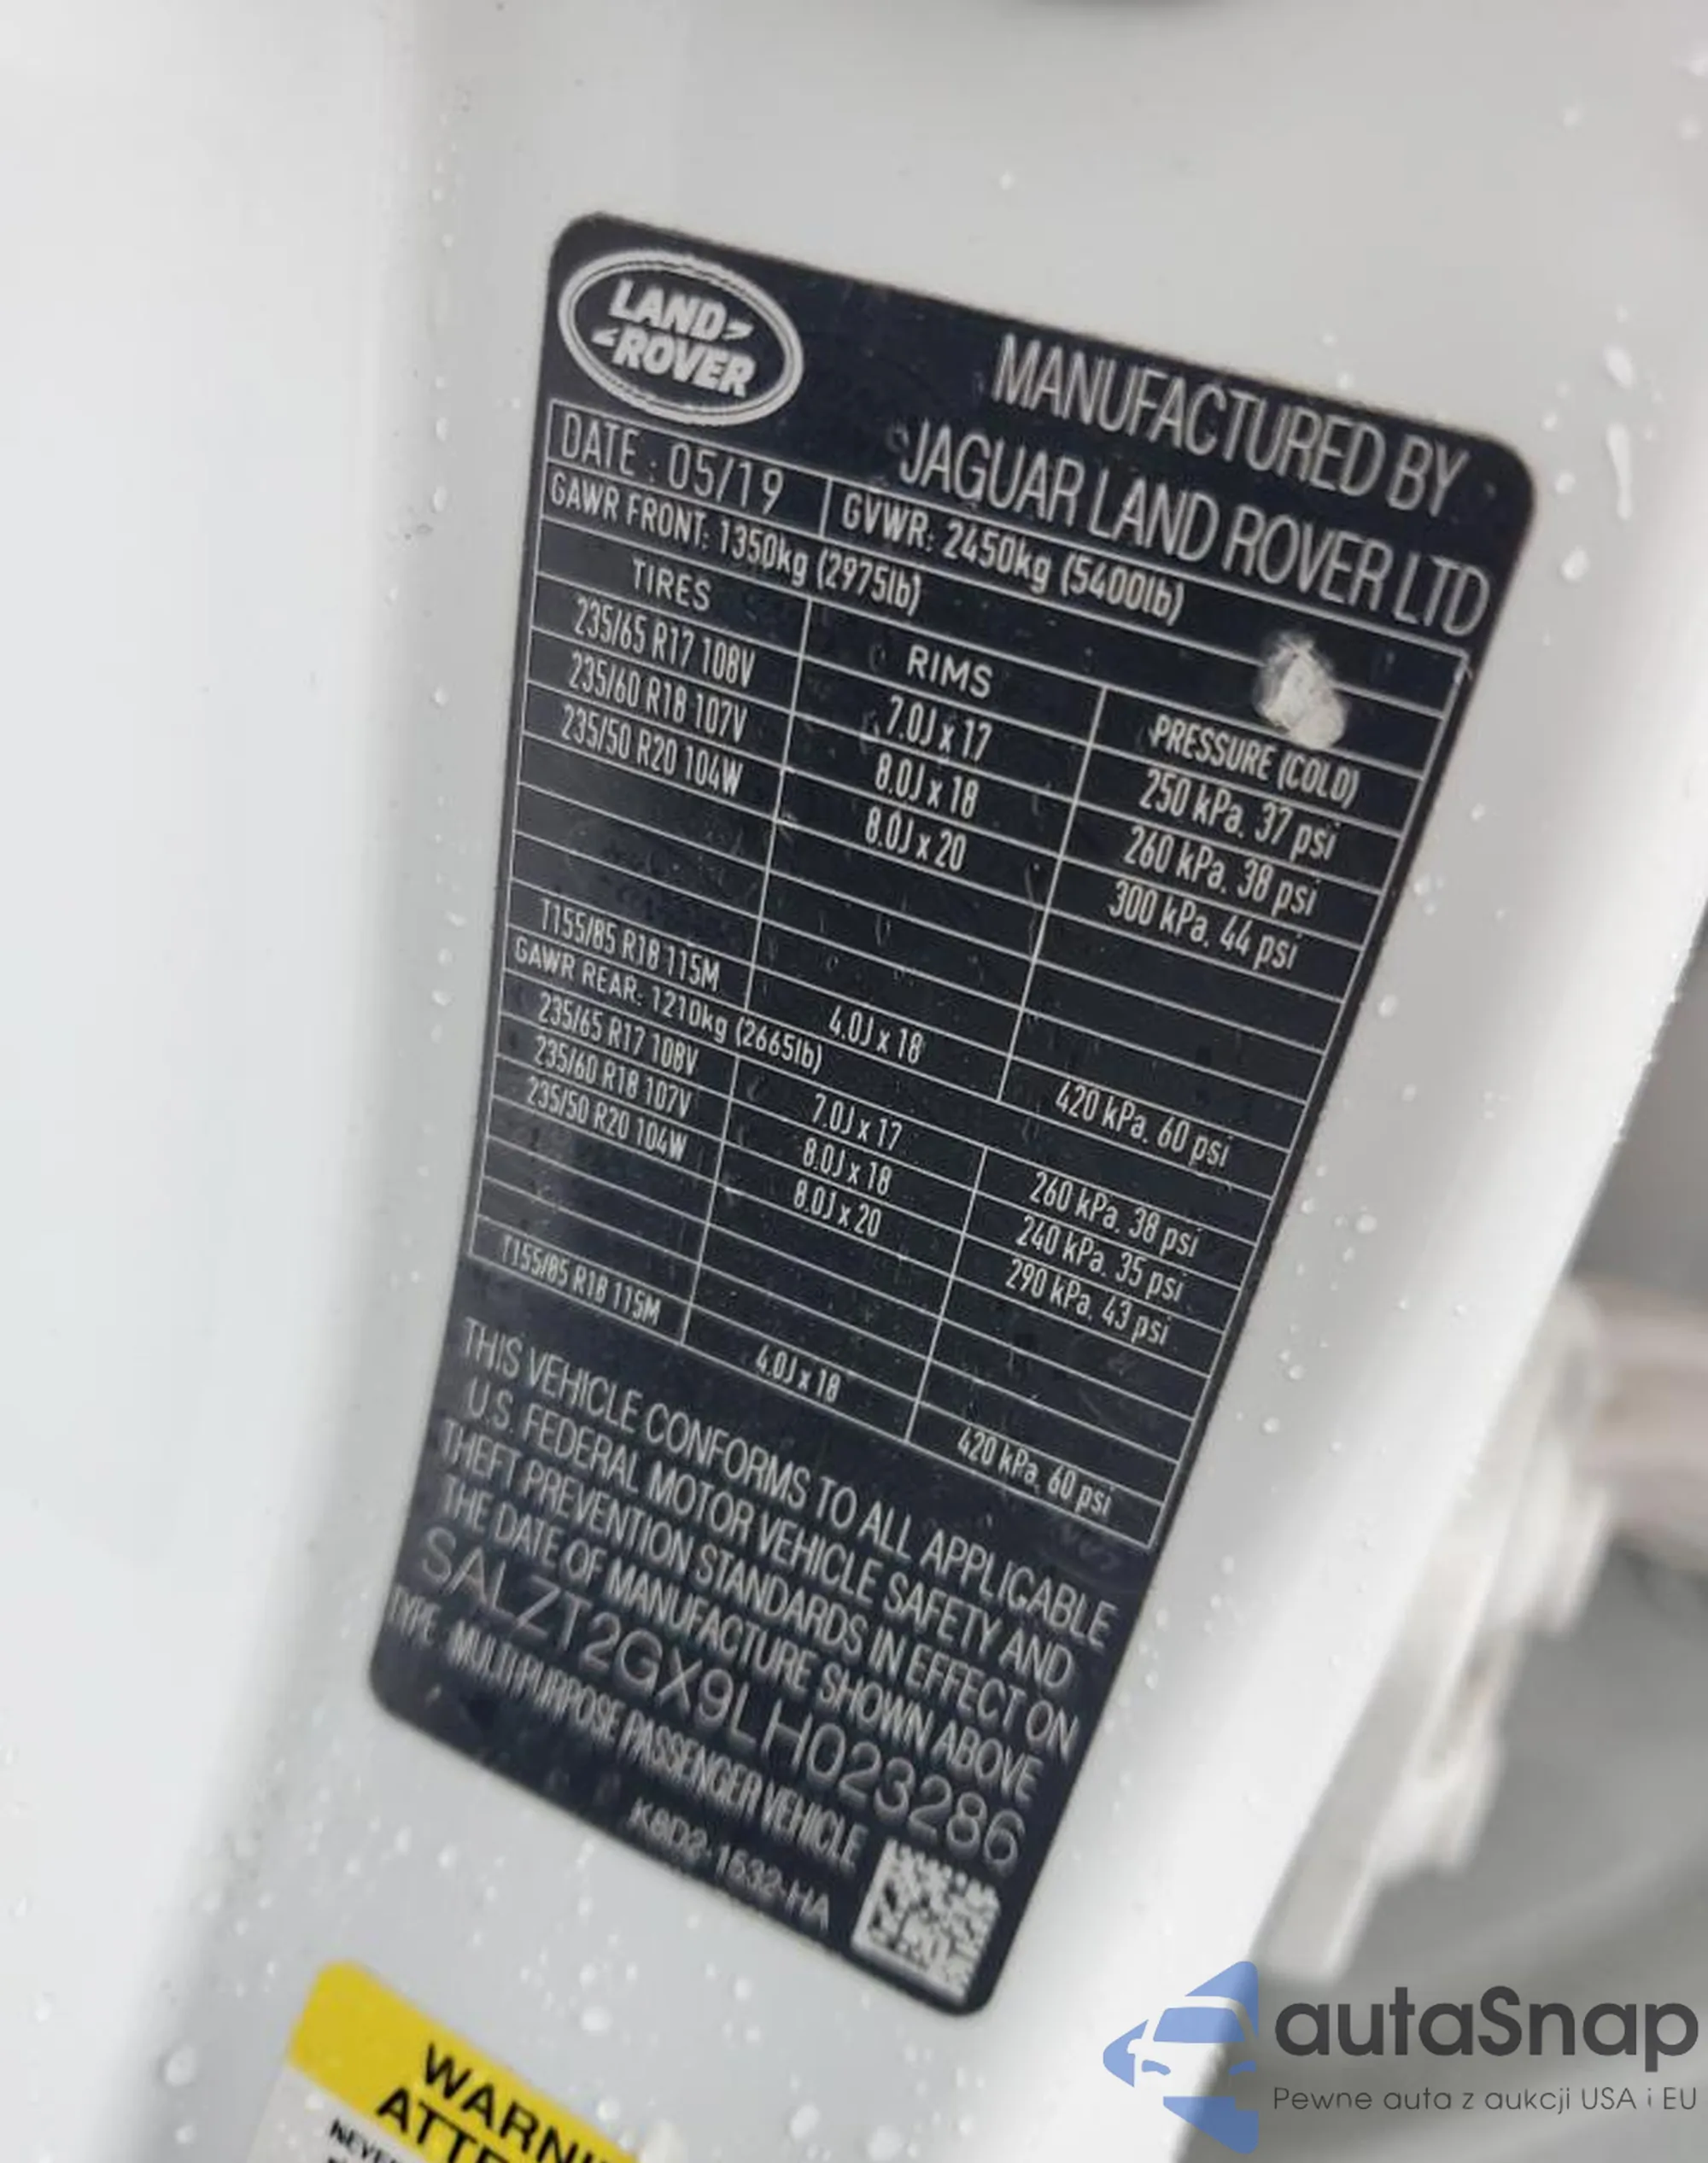 LAND
ROVER
MANUFACTURED BY
JAGUAR LAND ROVER LTD
DATE : 05/19 GVWR: 2450kg (5400lb)
GAWR FRONT: 1350kg (2975lb)
TIRES RIMS PRESSURE (COLD)
235/65 R17 108V 7.0J x 17 250 kPa. 37 psi
235/60 R18 107V 8.0J x 18 260 kPa. 38 psi
235/50 R20 104W 8.0J x 20 300 kPa. 44 psi
T155/85 R18 115M 4.0J x 18 420 kPa. 60 psi
GAWR REAR: 1210kg (2665lb)
235/65 R17 108V 7.0J x 17 260 kPa. 38 psi
235/60 R18 107V 8.0J x 18 240 kPa. 35 psi
235/50 R20 104W 8.0J x 20 290 kPa. 43 psi
T155/85 R18 115M 4.0J x 18 420 kPa. 60 psi
THIS VEHICLE CONFORMS TO ALL APPLICABLE
U.S. FEDERAL MOTOR VEHICLE SAFETY AND
THEFT PREVENTION STANDARDS IN EFFECT ON
THE DATE OF MANUFACTURE SHOWN ABOVE
SALZT2GX9LH023286
TYPE MULTIPURPOSE PASSENGER VEHICLE
K8D2-1532-HA
WARNI
ATTE
NEVE
autaSnap
Pewne auta z aukcji USA i EU